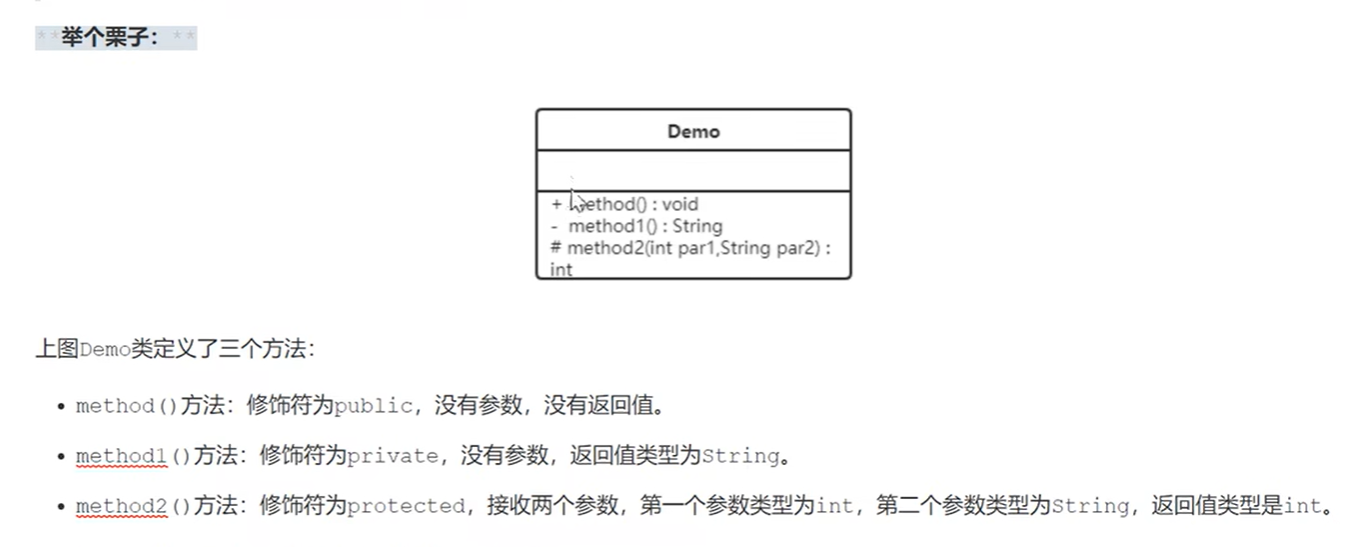 **举个栗子：**
Demo
+ method() : void
- method1() : String
# method2(int par1,String par2) :
int
上图Demo类定义了三个方法：
• method()方法：修饰符为public，没有参数，没有返回值。
• method1()方法：修饰符为private，没有参数，返回值类型为String。
• method2()方法：修饰符为protected，接收两个参数，第一个参数类型为int，第二个参数类型为String，返回值类型是int。